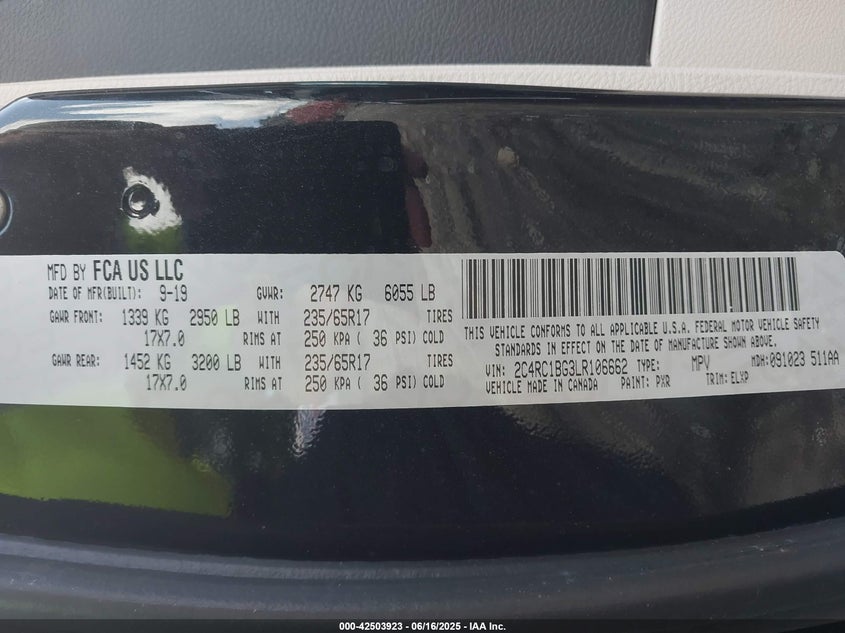 MFD BY FCA US LLC
DATE OF MFR(BUILT): 9-19 GVWR: 2747 KG 6055 LB
GAWR FRONT: 1339 KG 2950 LB WITH 235/65R17 TIRES
17X7.0 RIMS AT 250 KPA ( 36 PSI) COLD
GAWR REAR: 1452 KG 3200 LB WITH 235/65R17 TIRES
17X7.0 RIMS AT 250 KPA ( 36 PSI) COLD
THIS VEHICLE CONFORMS TO ALL APPLICABLE U.S.A. FEDERAL MOTOR VEHICLE SAFETY
STANDARDS IN EFFECT ON THE DATE OF MANUFACTURE SHOWN ABOVE.
VIN: 2C4RC1BG3LR106662 TYPE: MPV MDH: 091023 511AA
VEHICLE MADE IN CANADA PAINT: PXR TRIM: ELXP
000-42503923 - 06/16/2025 - IAA Inc.